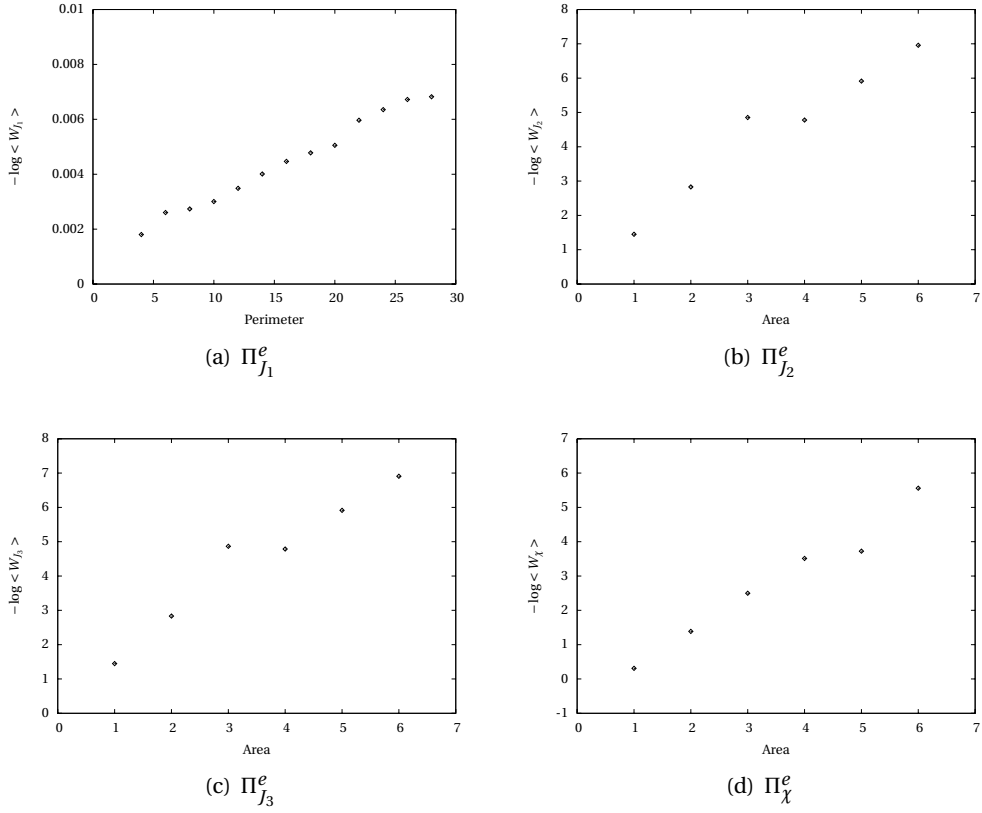 0.01
0.008
0.006
0.004
0.002
0
− log < W_{J_1} >
0 5 10 15 20 25 30
Perimeter
(a) Π^e_{J_1}
8
7
6
5
4
3
2
1
0
− log < W_{J_2} >
0 1 2 3 4 5 6 7
Area
(b) Π^e_{J_2}
8
7
6
5
4
3
2
1
0
− log < W_{J_3} >
0 1 2 3 4 5 6 7
Area
(c) Π^e_{J_3}
7
6
5
4
3
2
1
0
-1
− log < W_χ >
0 1 2 3 4 5 6 7
Area
(d) Π^e_χ